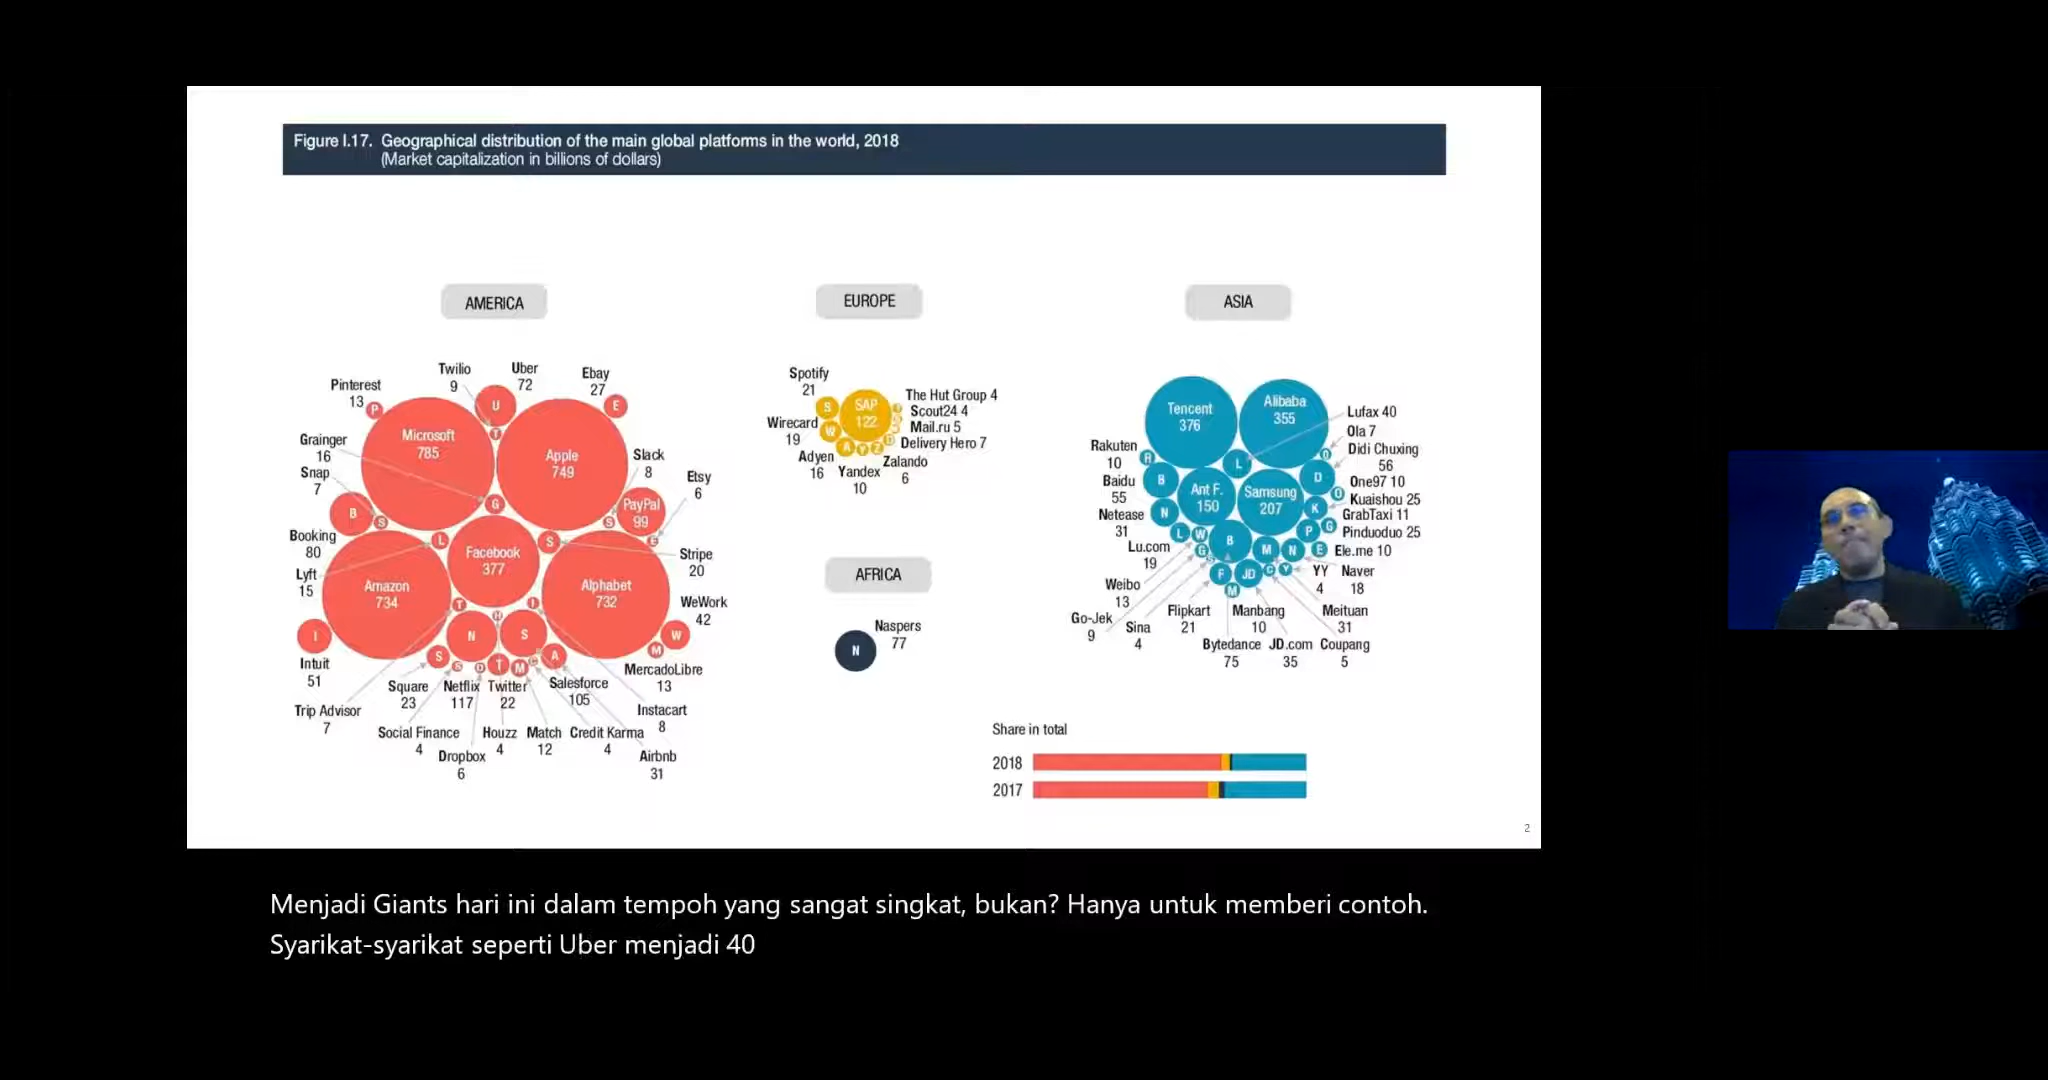 Figure I.17. Geographical distribution of the main global platforms in the world, 2018
(Market capitalization in billions of dollars)
AMERICA
Twilio
9
Uber
72
Ebay
27
Pinterest
13
P
U
E
T
Microsoft
785
Apple
749
Grainger
16
Snap
7
Slack
8
Etsy
6
PayPal
99
B
S
G
S
E
Booking
80
L
Facebook
377
S
Stripe
20
Lyft
15
Amazon
734
Alphabet
732
WeWork
42
T
H
I
I
N
S
W
M
Intuit
51
S
S
D
T
M
C
A
MercadoLibre
13
Square
23
Netflix
117
Twitter
22
Salesforce
105
Trip Advisor
7
Instacart
8
Social Finance
4
Houzz
4
Match
12
Credit Karma
4
Dropbox
6
Airbnb
31
EUROPE
Spotify
21
SAP
122
The Hut Group 4
Scout24 4
Mail.ru 5
Delivery Hero 7
S
W
A
Y
Z
D
Wirecard
19
Adyen
16
Yandex
10
Zalando
6
AFRICA
N
Naspers
77
ASIA
Tencent
376
Alibaba
355
Lufax 40
Ola 7
Didi Chuxing
56
One97 10
Kuaishou 25
GrabTaxi 11
Pinduoduo 25
Ele.me 10
Rakuten
10
R
L
O
D
O
Baidu
55
B
Ant F.
150
Samsung
207
K
G
P
Netease
31
N
L
W
G
B
M
N
E
Lu.com
19
F
JD
C
Y
M
YY
4
Naver
18
Weibo
13
Go-Jek
9
Sina
4
Flipkart
21
Manbang
10
Meituan
31
Bytedance
75
JD.com
35
Coupang
5
Share in total
2018
2017
2
Menjadi Giants hari ini dalam tempoh yang sangat singkat, bukan? Hanya untuk memberi contoh.
Syarikat-syarikat seperti Uber menjadi 40